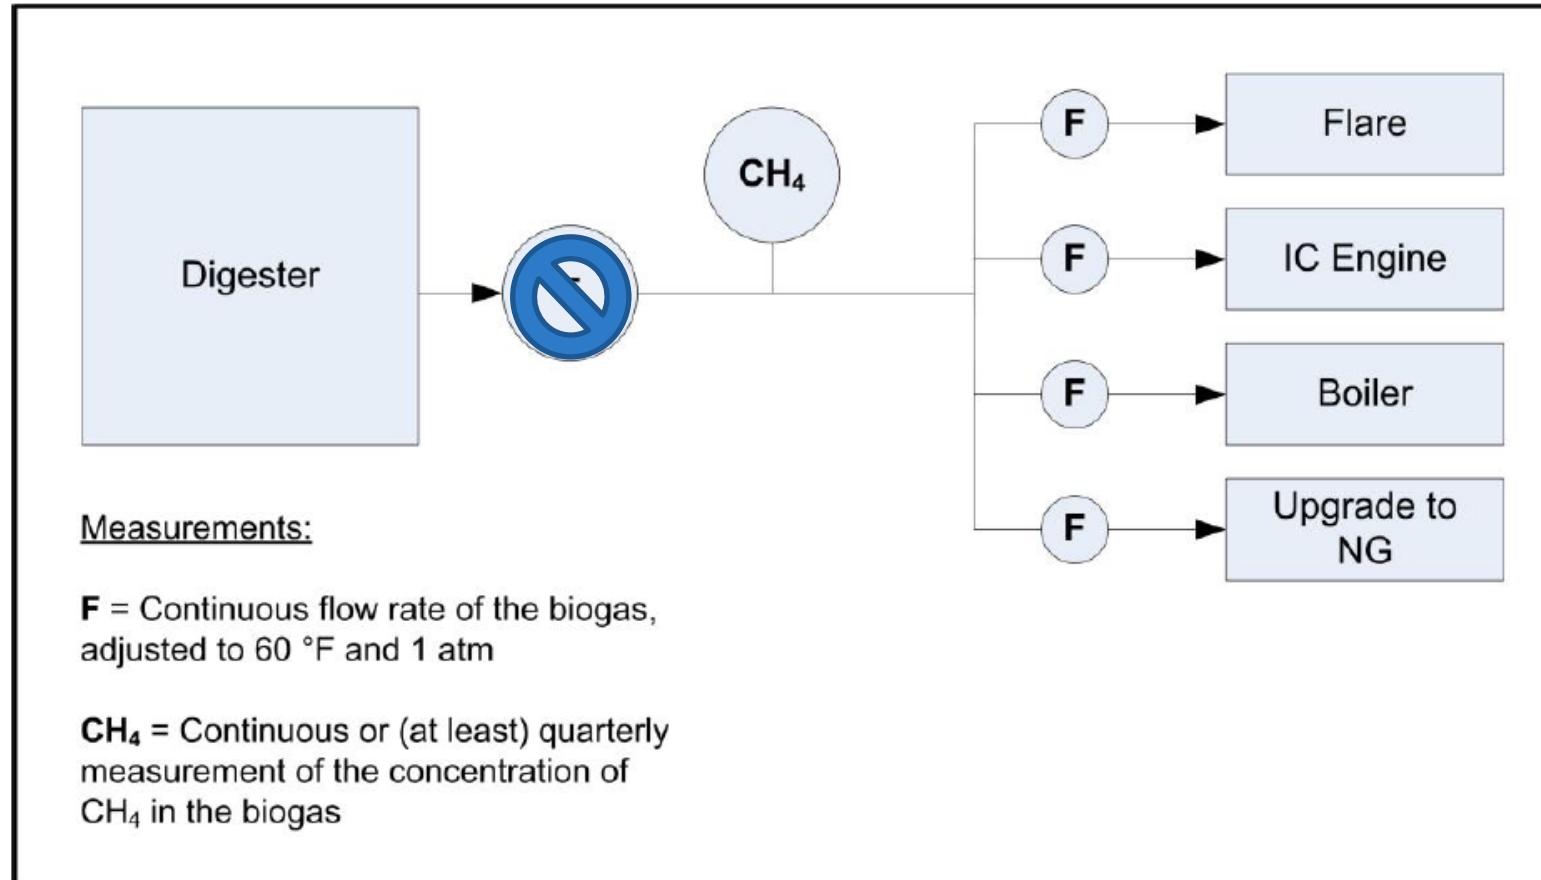 Digester
CH₄
F
Flare
F
IC Engine
F
Boiler
F
Upgrade to
NG
Measurements:
F = Continuous flow rate of the biogas,
adjusted to 60 °F and 1 atm
CH₄ = Continuous or (at least) quarterly
measurement of the concentration of
CH₄ in the biogas